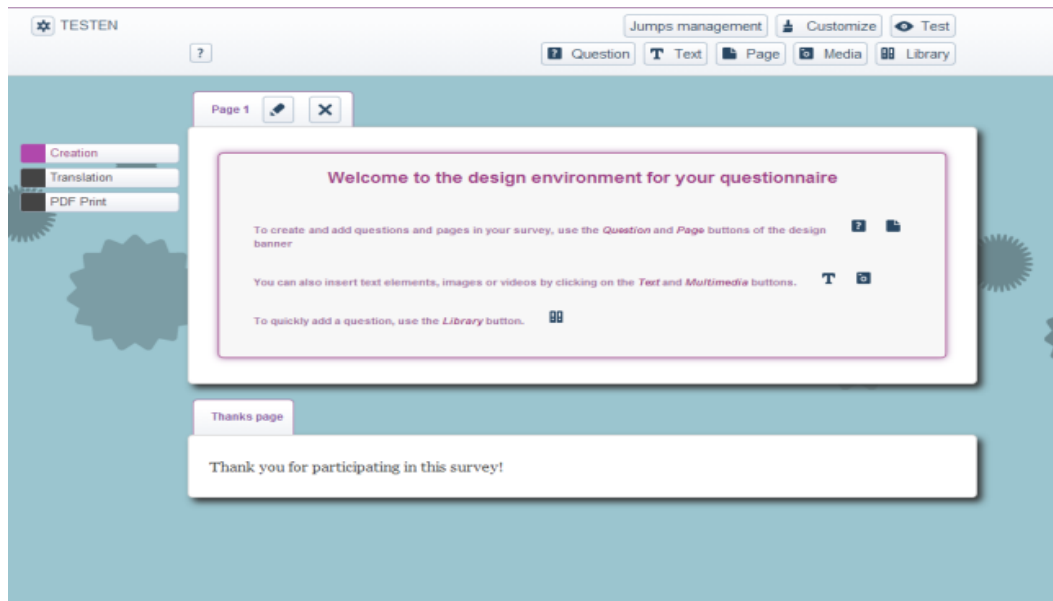 TESTEN
Jumps management Customize Test
? Question T Text Page Media Library
Page 1
Creation
Translation
PDF Print
Welcome to the design environment for your questionnaire
To create and add questions and pages in your survey, use the Question and Page buttons of the design
banner
You can also insert text elements, images or videos by clicking on the Text and Multimedia buttons.
To quickly add a question, use the Library button.
Thanks page
Thank you for participating in this survey!